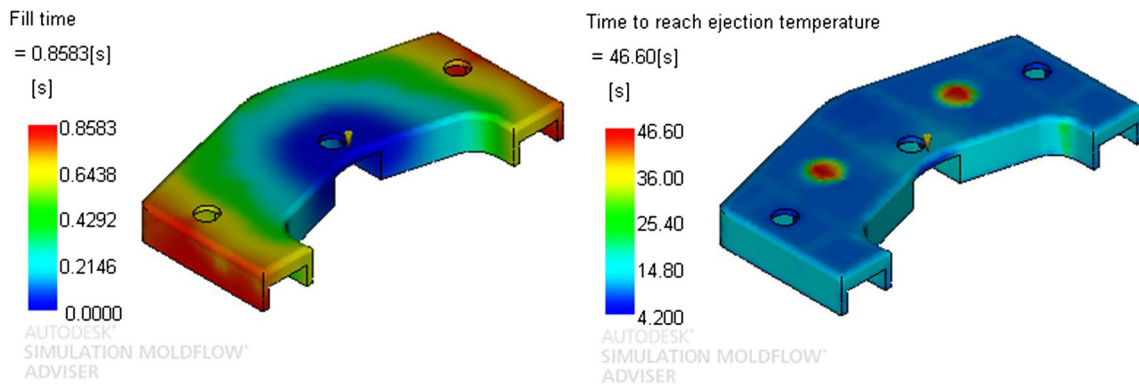 Fill time
= 0.8583[s]
[s]
0.8583
0.6438
0.4292
0.2146
0.0000
AUTODESK®
SIMULATION MOLDFLOW®
ADVISER
Time to reach ejection temperature
= 46.60[s]
[s]
46.60
36.00
25.40
14.80
4.200
AUTODESK®
SIMULATION MOLDFLOW®
ADVISER